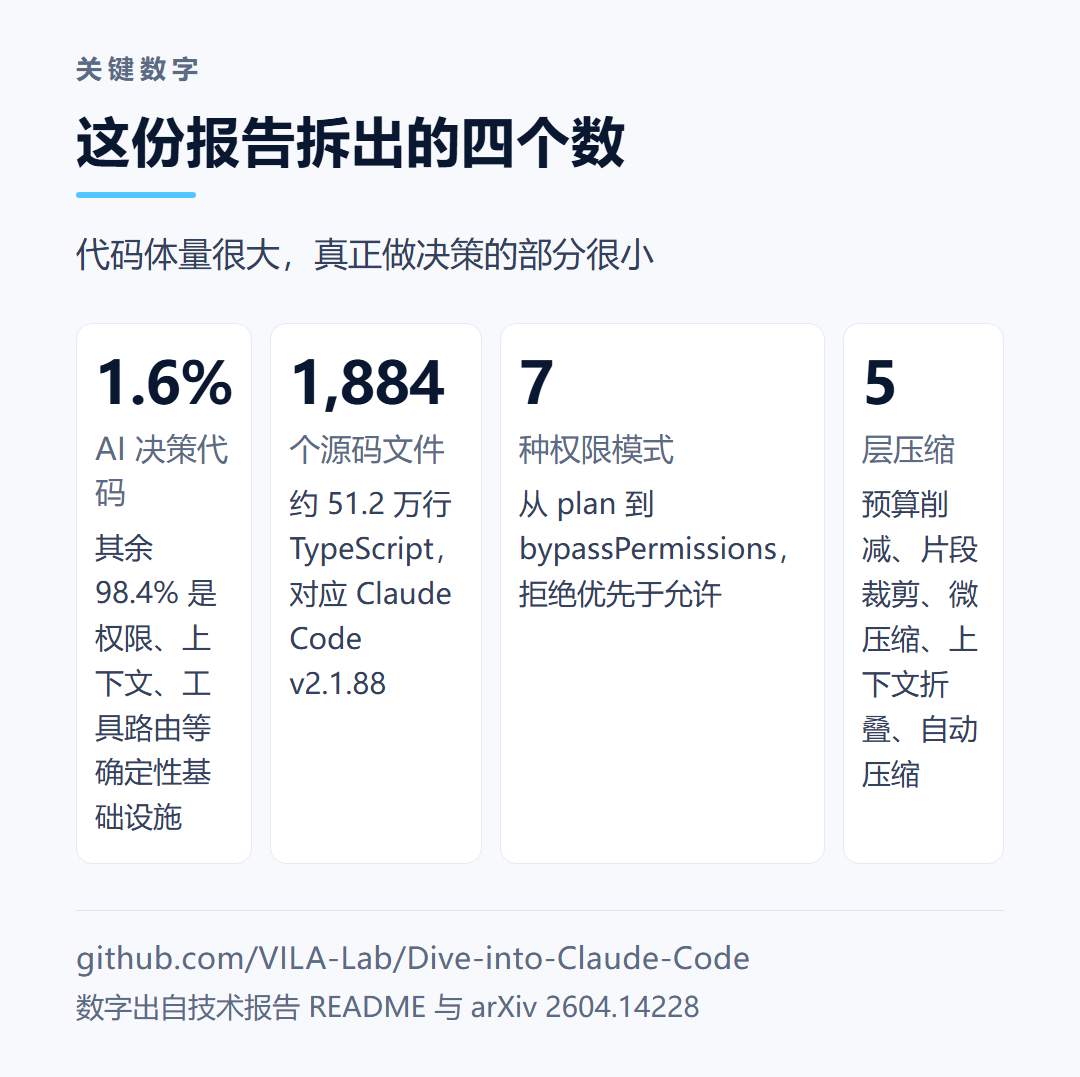 关键数字
这份报告拆出的四个数
代码体量很大，真正做决策的部分很小
1.6%
AI 决策代
码
其余
98.4% 是
权限、上
下文、工
具路由等
确定性基
础设施
1,884
个源码文件
约 51.2 万行
TypeScript，
对应 Claude
Code
v2.1.88
7
种权限模式
从 plan 到
bypassPermissions，
拒绝优先于允许
5
层压缩
预算削
减、片段
裁剪、微
压缩、上
下文折
叠、自动
压缩
github.com/VILA-Lab/Dive-into-Claude-Code
数字出自技术报告 README 与 arXiv 2604.14228